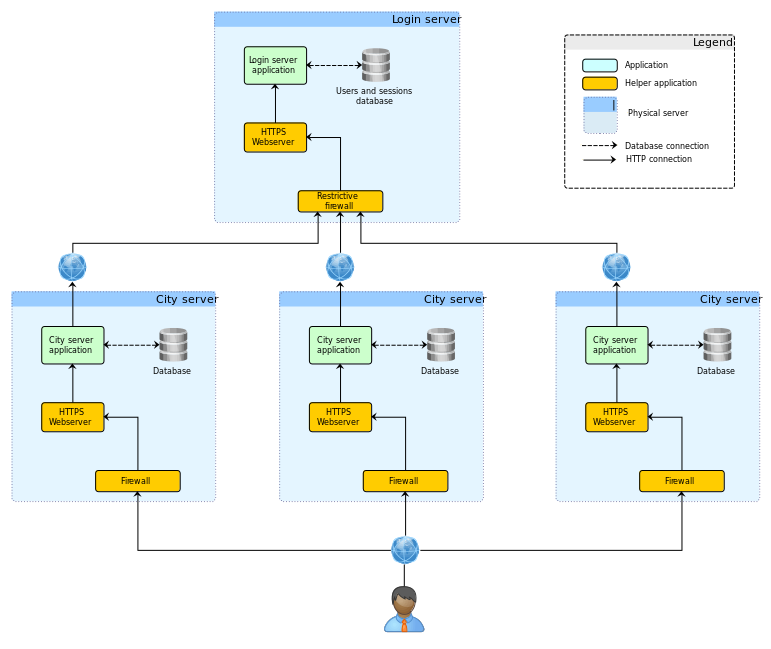 Login server
Login server
application
Users and sessions
database
HTTPS
Webserver
Restrictive
firewall
Legend
Application
Helper application
Physical server
Database connection
HTTP connection
City server
City server
application
Database
HTTPS
Webserver
Firewall
City server
City server
application
Database
HTTPS
Webserver
Firewall
City server
City server
application
Database
HTTPS
Webserver
Firewall